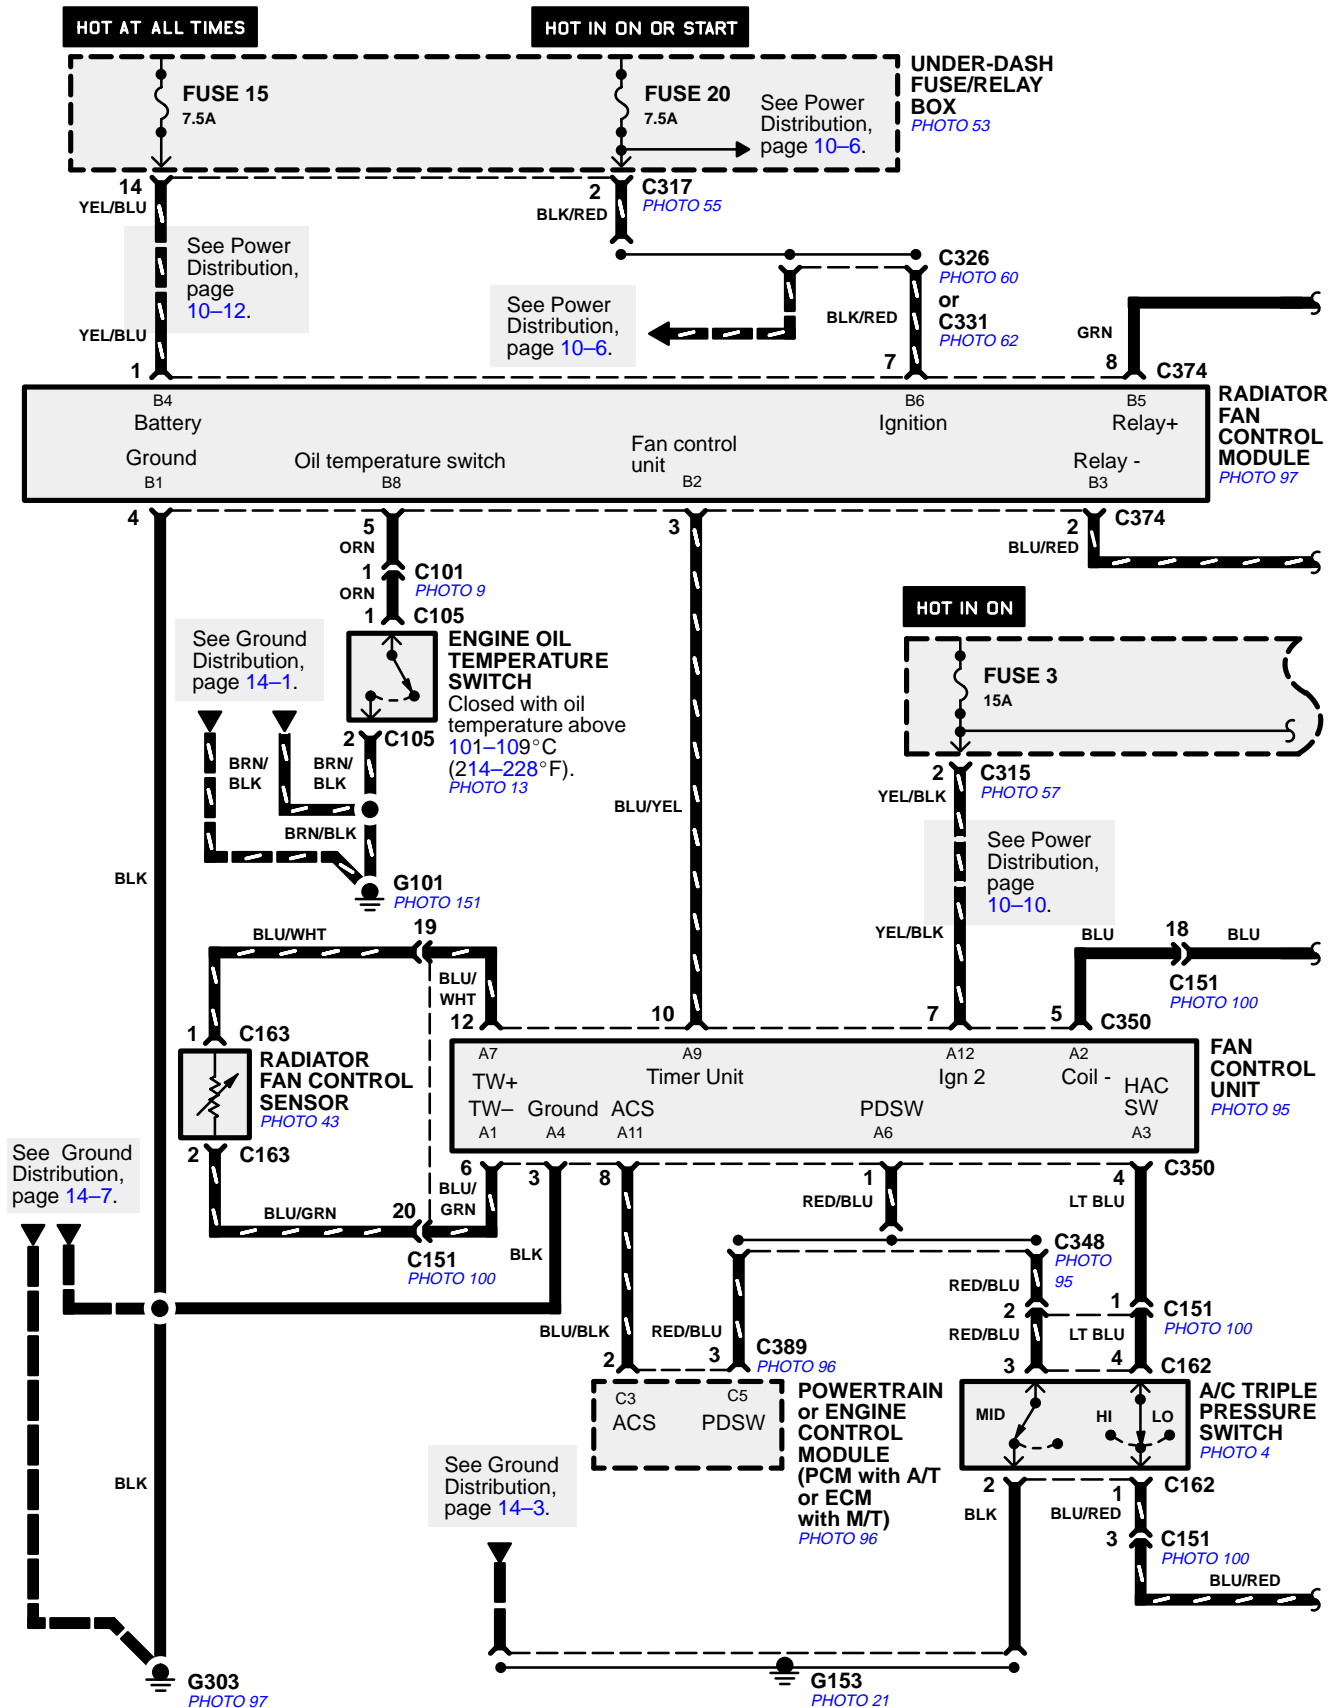 HOT AT ALL TIMES
HOT IN ON OR START
FUSE 15
7.5A
FUSE 20
7.5A
See Power
Distribution,
page 10–6.
UNDER-DASH
FUSE/RELAY
BOX
PHOTO 53
14
YEL/BLU
2
BLK/RED
C317
PHOTO 55
See Power
Distribution,
page
10–12.
YEL/BLU
1
See Power
Distribution,
page 10–6.
BLK/RED
7
C326
PHOTO 60
or
C331
PHOTO 62
GRN
8
C374
B4
Battery
Ground
B1
Oil temperature switch
B8
Fan control
unit
B2
B6
Ignition
B5
Relay+
Relay -
B3
RADIATOR
FAN
CONTROL
MODULE
PHOTO 97
4
5
ORN
3
2
BLU/RED
C374
1
ORN
1
C101
PHOTO 9
C105
See Ground
Distribution,
page 14–1.
ENGINE OIL
TEMPERATURE
SWITCH
Closed with oil
temperature above
101–109°C
(214–228°F).
PHOTO 13
2
C105
BRN/
BLK
BRN/
BLK
BRN/BLK
G101
PHOTO 151
BLU/YEL
BLK
HOT IN ON
FUSE 3
15A
2
YEL/BLK
C315
PHOTO 57
See Power
Distribution,
page
10–10.
YEL/BLK
BLU
18
BLU
C151
PHOTO 100
BLU/WHT
19
BLU/
WHT
12
10
7
5
C350
1
C163
RADIATOR
FAN CONTROL
SENSOR
PHOTO 43
2
C163
A7
TW+
TW–
A1
Ground
A4
ACS
A11
A9
Timer Unit
PDSW
A6
A12
Ign 2
A2
Coil -
HAC
SW
A3
FAN
CONTROL
UNIT
PHOTO 95
See Ground
Distribution,
page 14–7.
6
BLU/
GRN
3
8
1
RED/BLU
4
LT BLU
C350
BLU/GRN
20
C151
PHOTO 100
BLK
C348
PHOTO
95
RED/BLU
2
1
C151
PHOTO 100
BLU/BLK
RED/BLU
RED/BLU
LT BLU
2
3
C389
PHOTO 96
3
4
C162
C3
ACS
C5
PDSW
POWERTRAIN
or ENGINE
CONTROL
MODULE
(PCM with A/T
or ECM
with M/T)
PHOTO 96
MID
HI
LO
A/C TRIPLE
PRESSURE
SWITCH
PHOTO 4
See Ground
Distribution,
page 14–3.
BLK
2
BLK
1
BLU/RED
C162
3
C151
PHOTO 100
BLU/RED
G303
PHOTO 97
G153
PHOTO 21